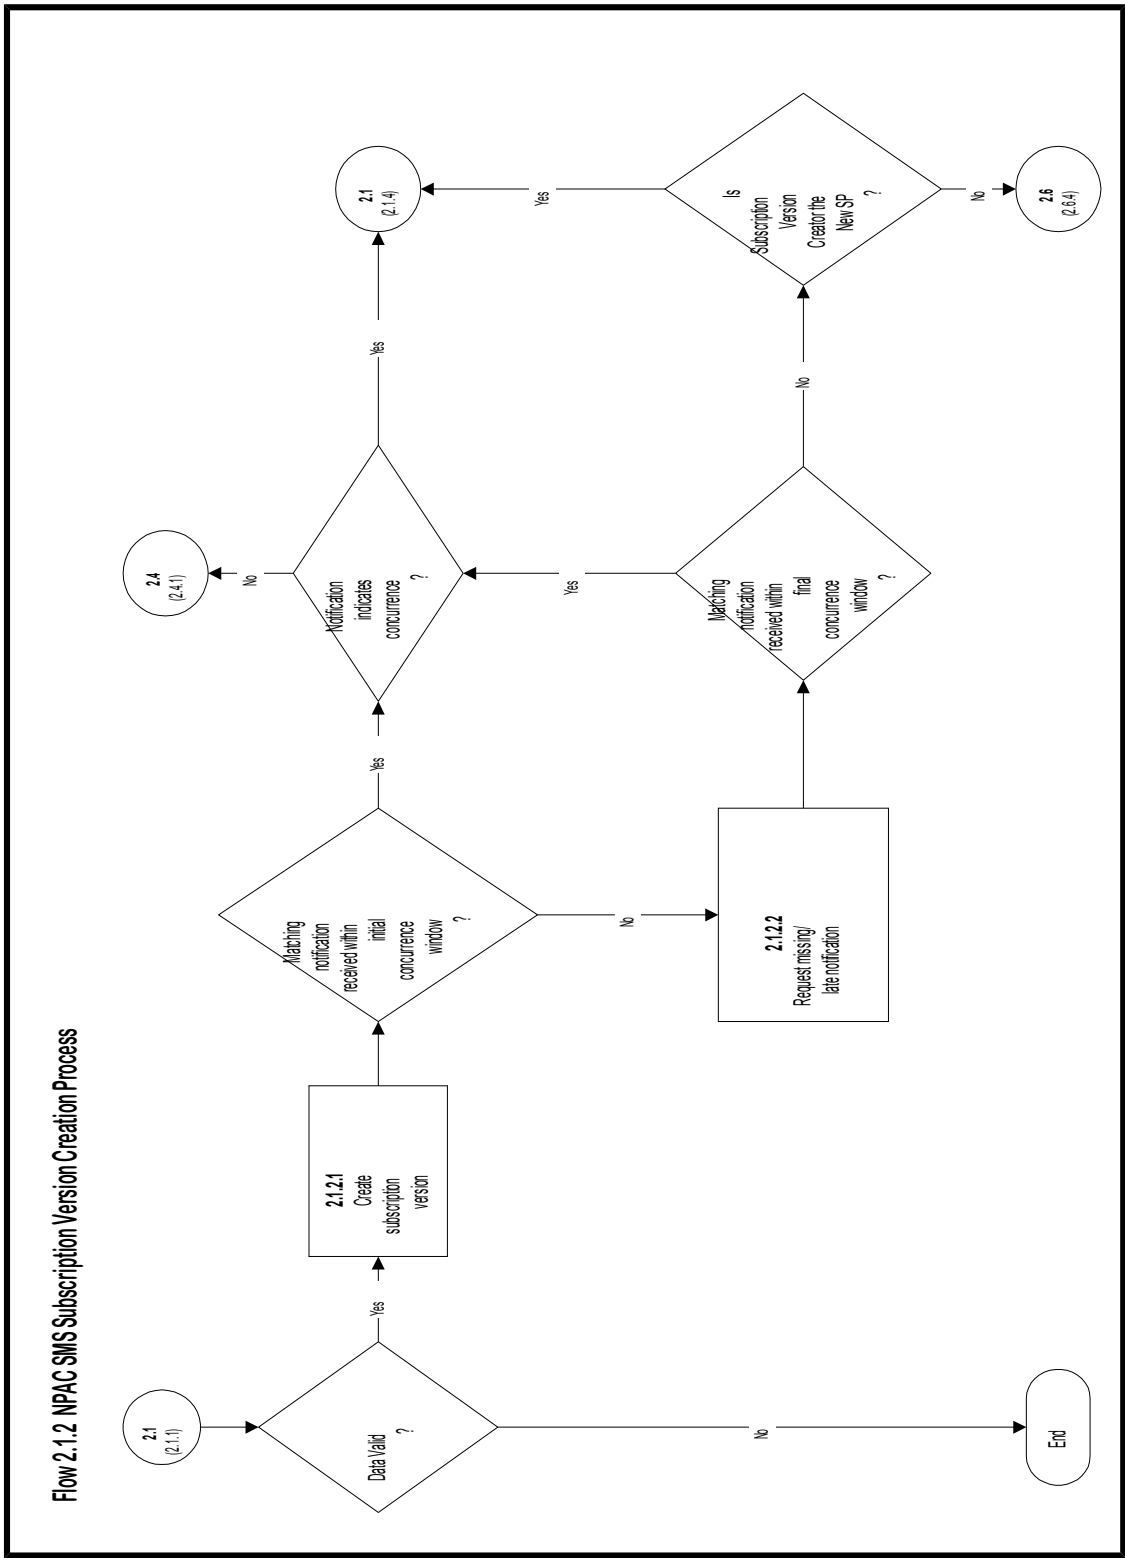 Flow 2.1.2 NPAC SMS Subscription Version Creation Process
2.1
(2.1.1)
Data Valid
?
Yes
No
End
2.1.2.1
Create
subscription
version
Matching
notification
received within
initial
concurrence
window
?
Yes
No
2.1.2.2
Request missing/
late notification
Notification
indicates
concurrence
?
No
2.4
(2.4.1)
Yes
2.1
(2.1.4)
Matching
notification
received within
final
concurrence
window
?
Yes
No
Is
Subscription
Version
Creator the
New SP
?
Yes
No
2.6
(2.6.4)